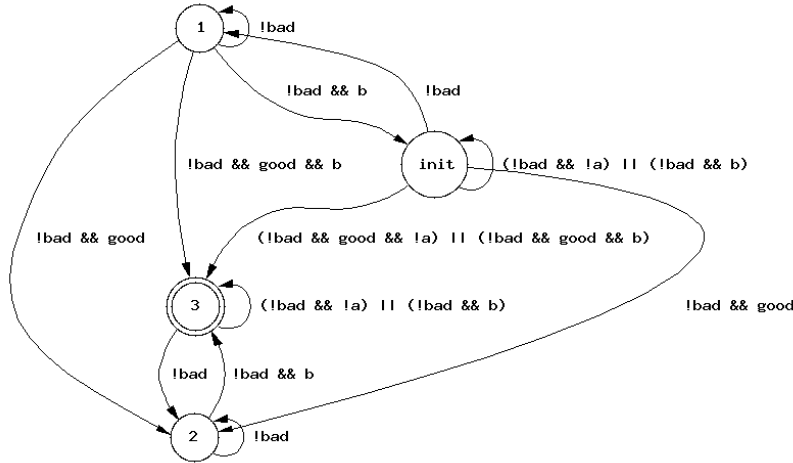 1
!bad
!bad && b
!bad
!bad && good && b
init
(!bad && !a) || (!bad && b)
!bad && good
(!bad && good && !a) || (!bad && good && b)
3
(!bad && !a) || (!bad && b)
!bad && good
!bad
!bad && b
2
!bad